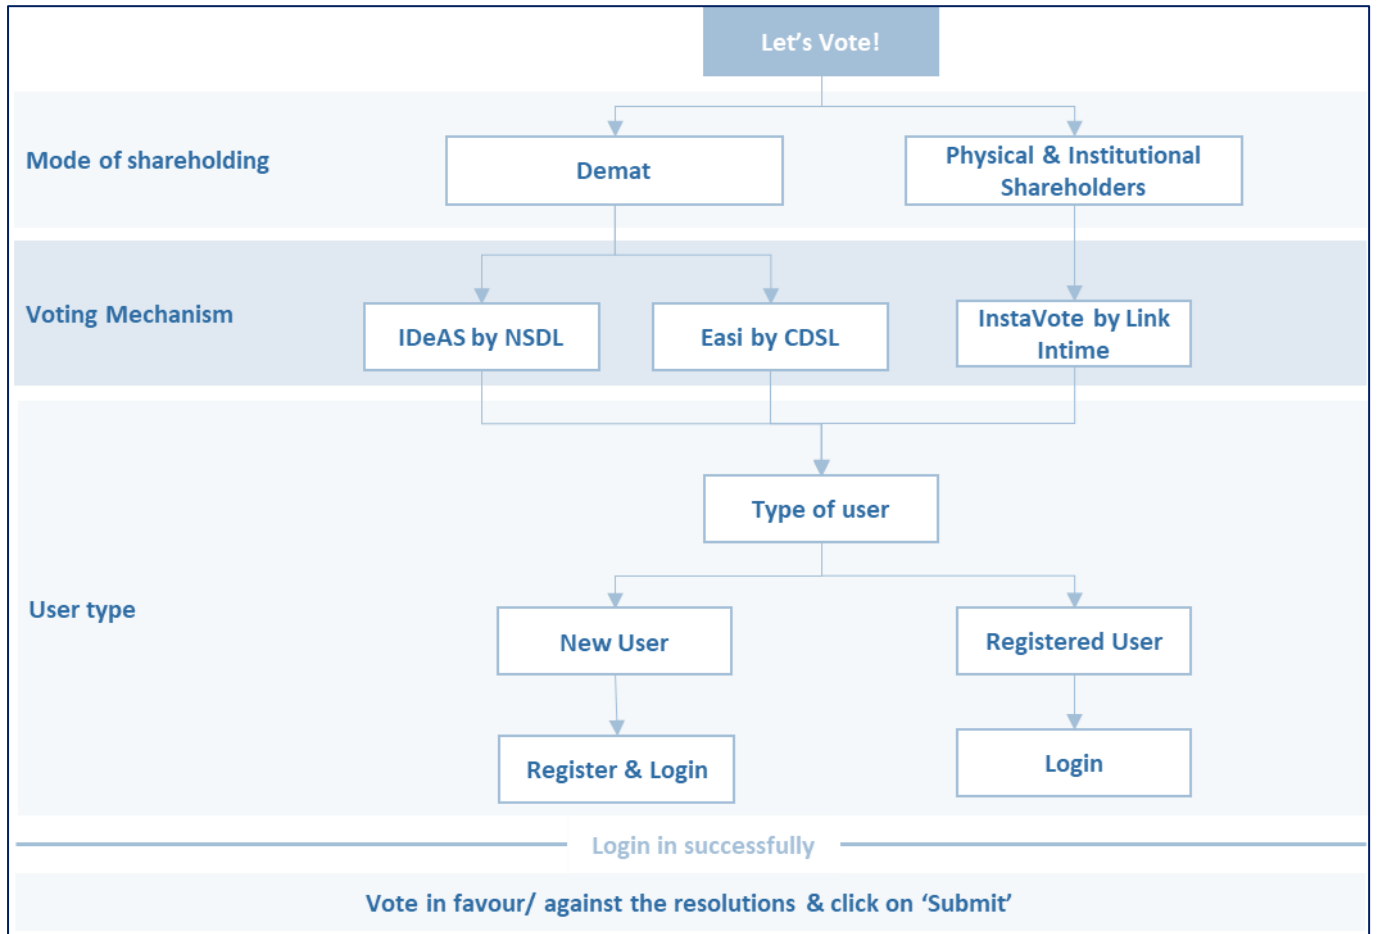 Let’s Vote!
Mode of shareholding
Demat
Physical & Institutional
Shareholders
Voting Mechanism
IDeAS by NSDL
Easi by CDSL
InstaVote by Link
Intime
Type of user
User type
New User
Registered User
Register & Login
Login
Login in successfully
Vote in favour/ against the resolutions & click on ‘Submit’